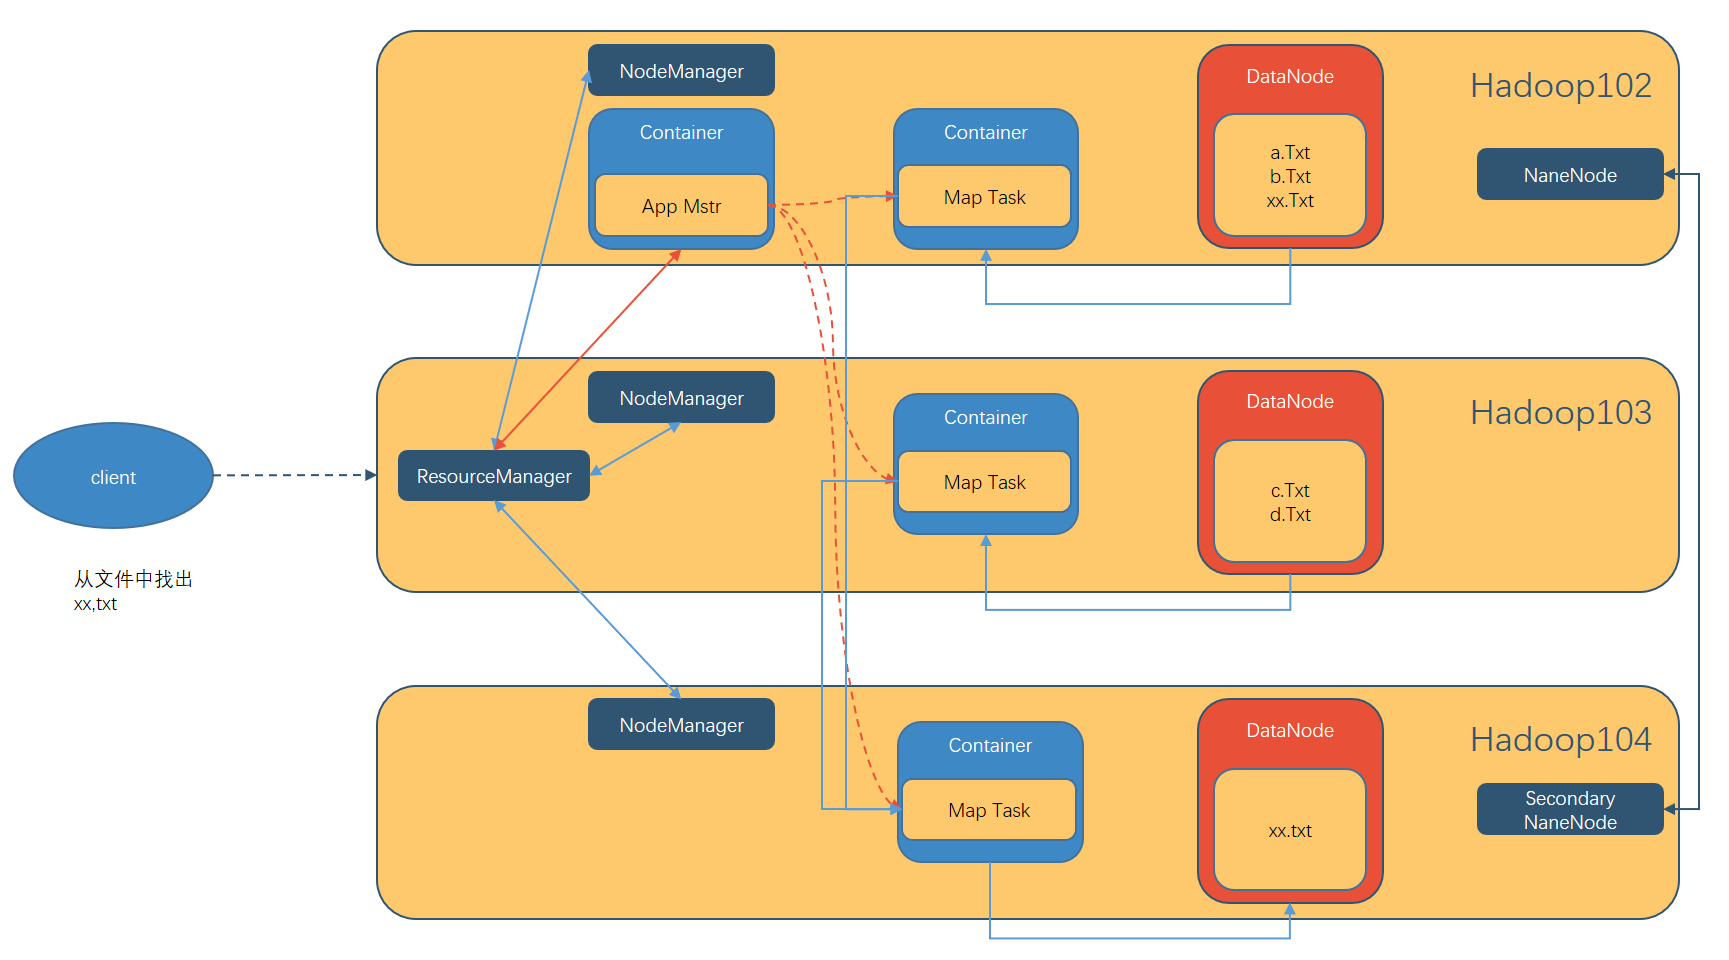 NodeManager
Container
App Mstr
Container
Map Task
DataNode
a.Txt
b.Txt
xx.Txt
Hadoop102
NaneNode
client
从文件中找出
xx,txt
NodeManager
ResourceManager
Container
Map Task
DataNode
c.Txt
d.Txt
Hadoop103
NodeManager
Container
Map Task
DataNode
xx.txt
Hadoop104
Secondary
NaneNode